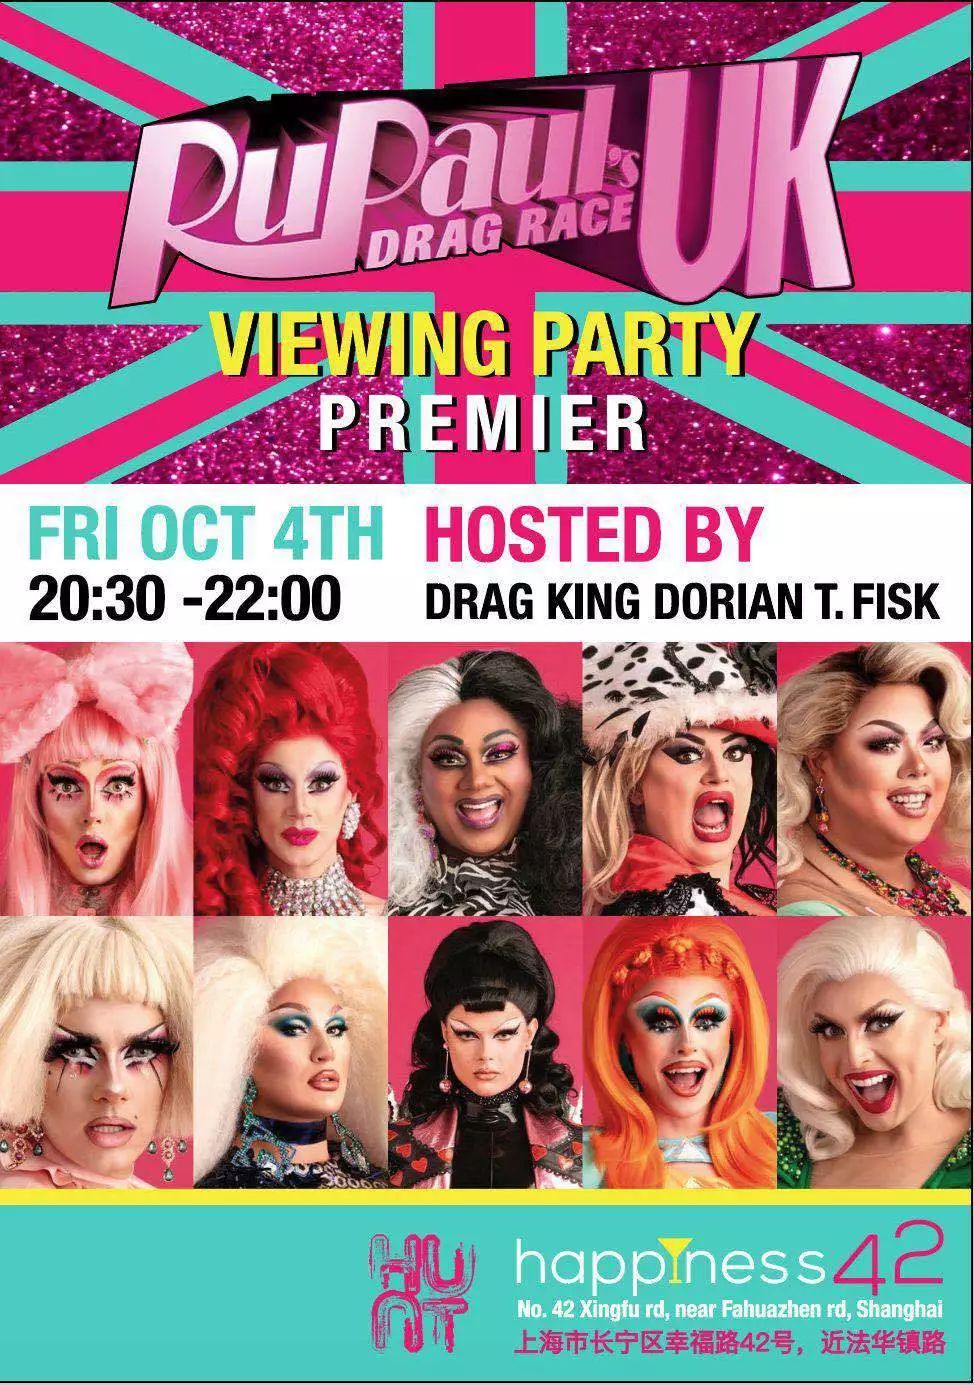 RuPaul's
DRAG RACE
UK
VIEWING PARTY
PREMIER
FRI OCT 4TH
20:30 -22:00
HOSTED BY
DRAG KING DORIAN T. FISK
HUNT
happiness42
No. 42 Xingfu rd, near Fahuazhen rd, Shanghai
上海市长宁区幸福路42号，近法华镇路